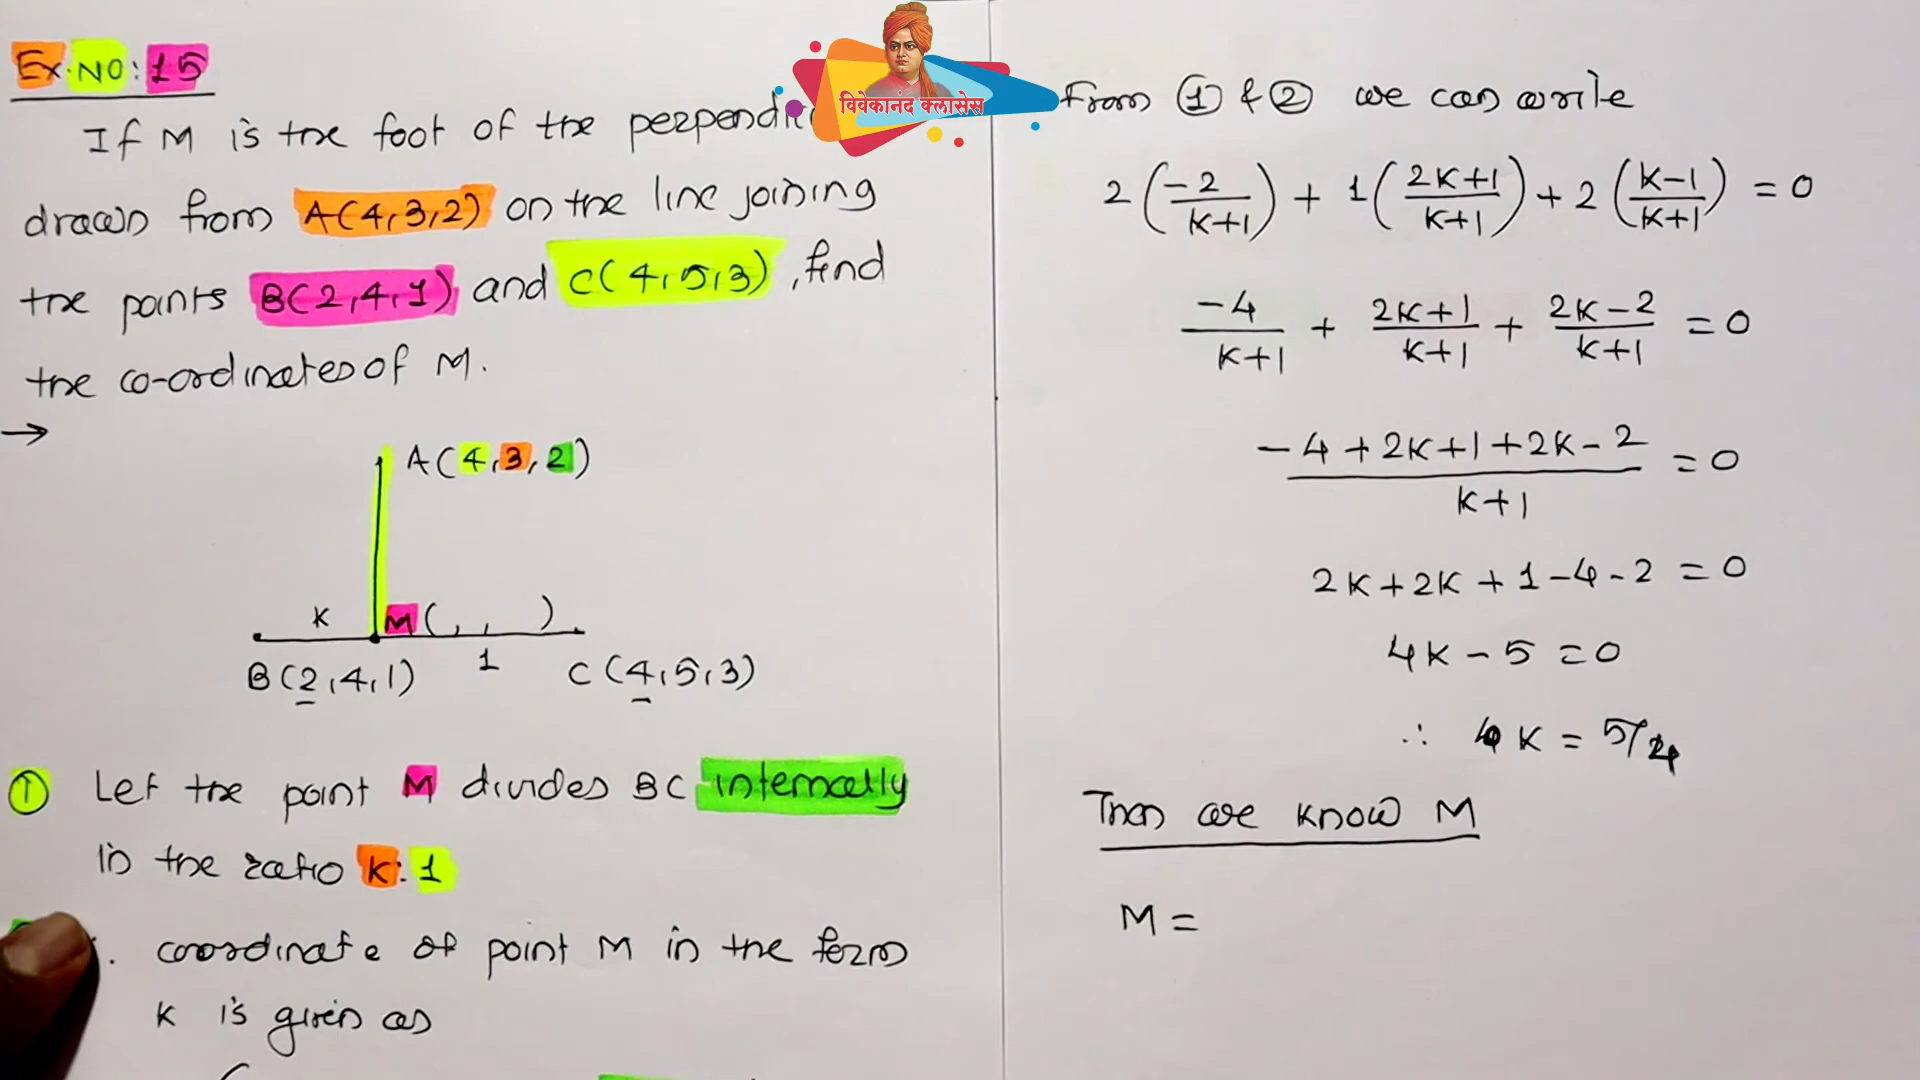 Ex.NO: 15
If M is the foot of the
drawn from A(4,3,2) on the line joining
the points B(2,4,1) and C(4,5,3), find
the co-ordinates of M.
→
A(4,3,2)
K
M( , , )
B(2,4,1)
1
C(4,5,3)
① Let the point M divides BC internally
in the ratio K:1
coordinate of point M in the form
K is given as
विवेकानंद क्लासेस
From ① & ② we can write
2(-2/K+1) + 1(2K+1/K+1) + 2(K-1/K+1) = 0
-4/K+1 + 2K+1/K+1 + 2K-2/K+1 = 0
-4+2K+1+2K-2/K+1 = 0
2K+2K+1-4-2 = 0
4K-5 = 0
∴ K = 5/4
Then we know M
M =